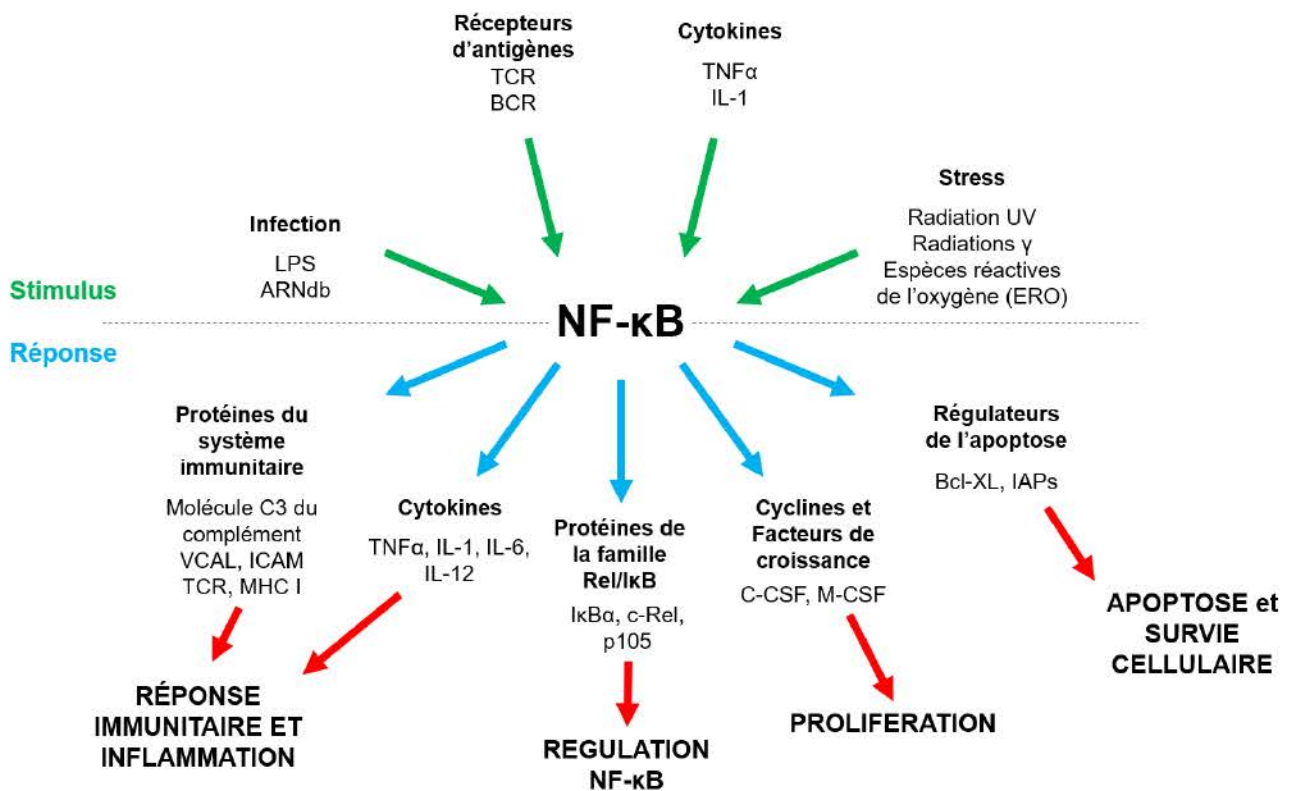 Récepteurs
d'antigènes
TCR
BCR
Cytokines
TNFα
IL-1
Infection
LPS
ARNdb
Stress
Radiation UV
Radiations γ
Espèces réactives
de l'oxygène (ERO)
Stimulus
NF-κB
Réponse
Protéines du
système
immunitaire
Molécule C3 du
complément
VCAL, ICAM
TCR, MHC I
Cytokines
TNFα, IL-1, IL-6,
IL-12
Protéines de
la famille
Rel/IκB
IκBα, c-Rel,
p105
Cyclines et
Facteurs de
croissance
C-CSF, M-CSF
Régulateurs
de l'apoptose
Bcl-XL, IAPs
RÉPONSE
IMMUNITAIRE ET
INFLAMMATION
REGULATION
NF-κB
PROLIFERATION
APOPTOSE et
SURVIE
CELLULAIRE